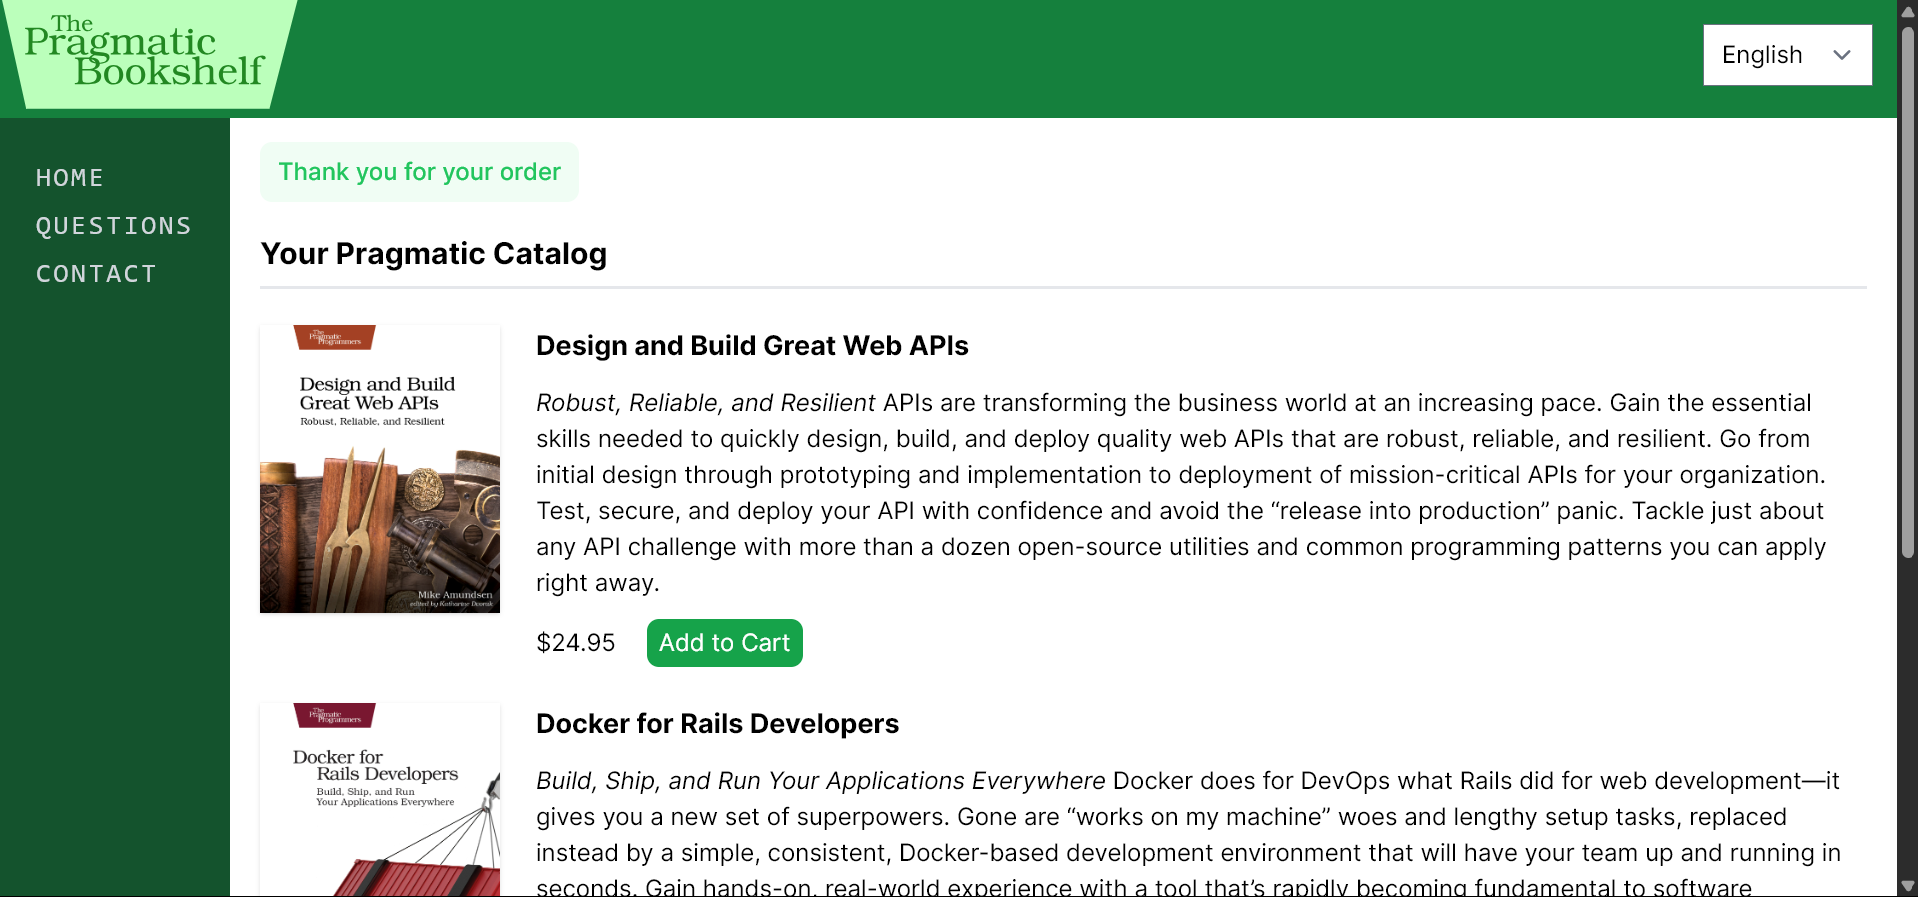 The
Pragmatic
Bookshelf
English
HOME
QUESTIONS
CONTACT
Thank you for your order
Your Pragmatic Catalog
The
Pragmatic
Programmers
Design and Build
Great Web APIs
Robust, Reliable, and Resilient
Mike Amundsen
edited by Katharine Dvorak
Design and Build Great Web APIs
Robust, Reliable, and Resilient APIs are transforming the business world at an increasing pace. Gain the essential
skills needed to quickly design, build, and deploy quality web APIs that are robust, reliable, and resilient. Go from
initial design through prototyping and implementation to deployment of mission-critical APIs for your organization.
Test, secure, and deploy your API with confidence and avoid the “release into production” panic. Tackle just about
any API challenge with more than a dozen open-source utilities and common programming patterns you can apply
right away.
$24.95
Add to Cart
The
Pragmatic
Programmers
Docker for
Rails Developers
Build, Ship, and Run
Your Applications Everywhere
Docker for Rails Developers
Build, Ship, and Run Your Applications Everywhere Docker does for DevOps what Rails did for web development—it
gives you a new set of superpowers. Gone are “works on my machine” woes and lengthy setup tasks, replaced
instead by a simple, consistent, Docker-based development environment that will have your team up and running in
seconds. Gain hands-on, real-world experience with a tool that’s rapidly becoming fundamental to software